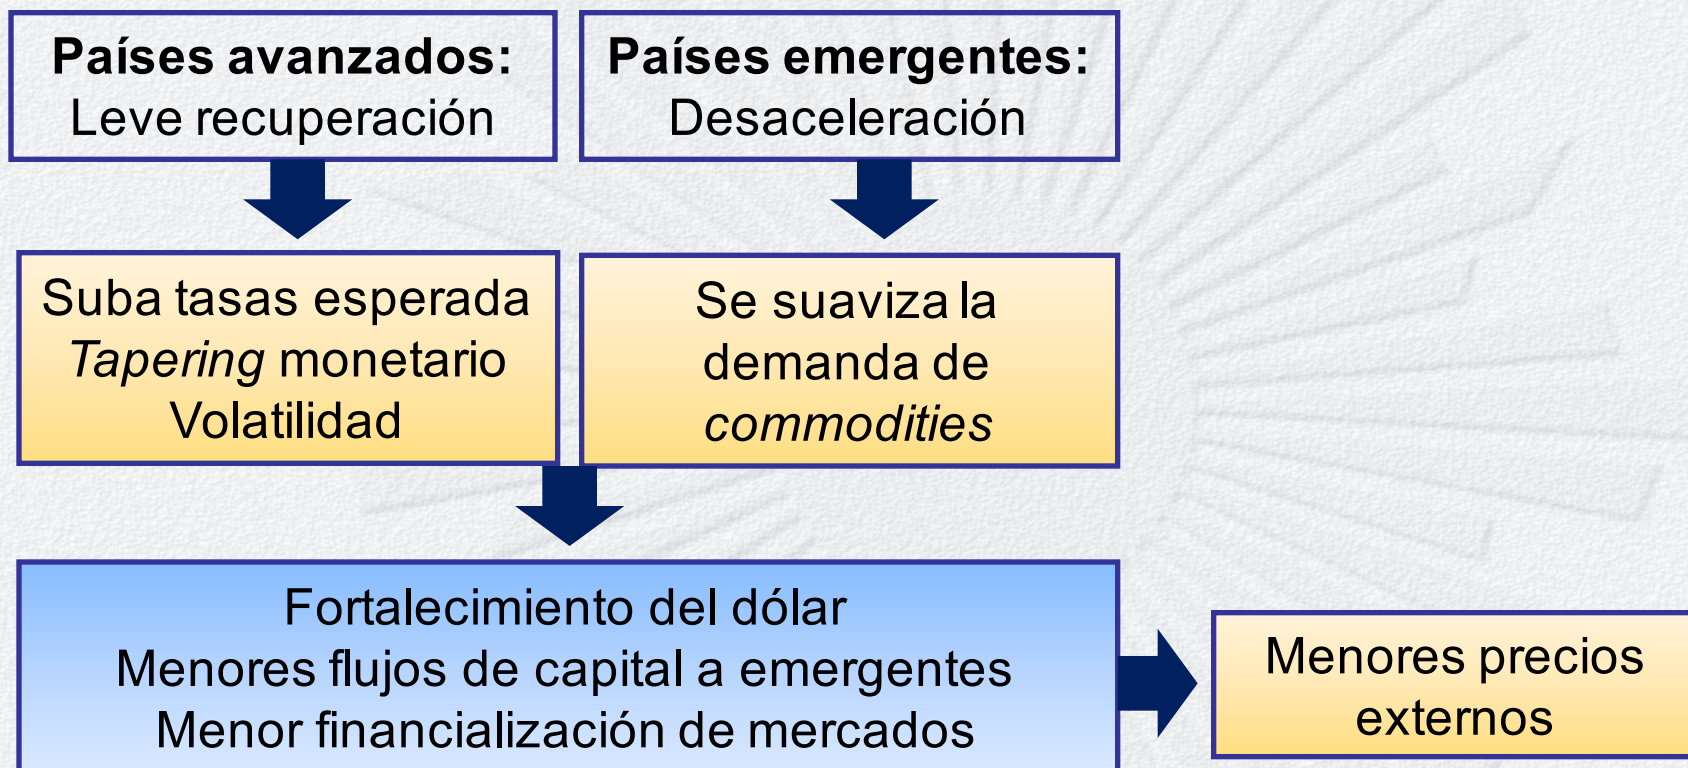 Países avanzados:
Leve recuperación
Países emergentes:
Desaceleración
Suba tasas esperada
Tapering monetario
Volatilidad
Se suaviza la
demanda de
commodities
Fortalecimiento del dólar
Menores flujos de capital a emergentes
Menor financialización de mercados
Menores precios
externos